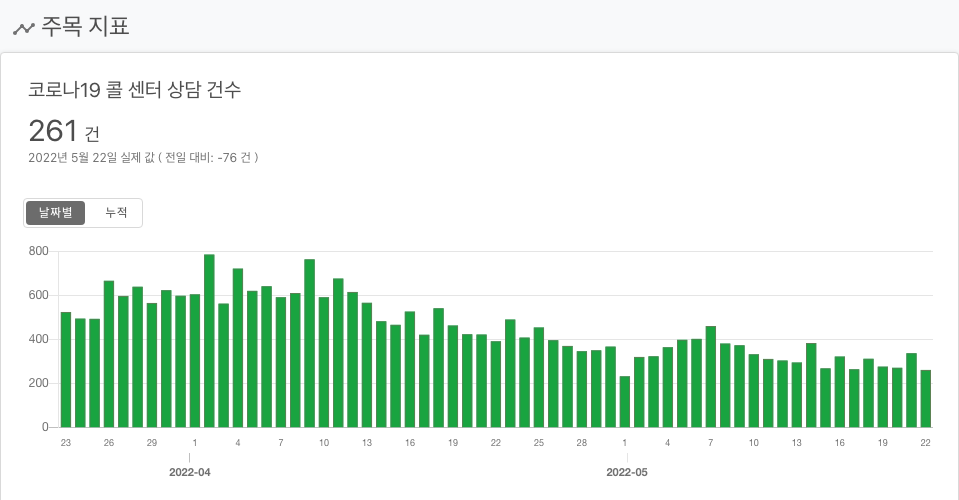 주목 지표
코로나19 콜 센터 상담 건수
261 건
2022년 5월 22일 실제 값 ( 전일 대비: -76 건 )
날짜별 누적
800
600
400
200
0
23 26 29 1 4 7 10 13 16 19 22 25 28 1 4 7 10 13 16 19 22
2022-04 2022-05